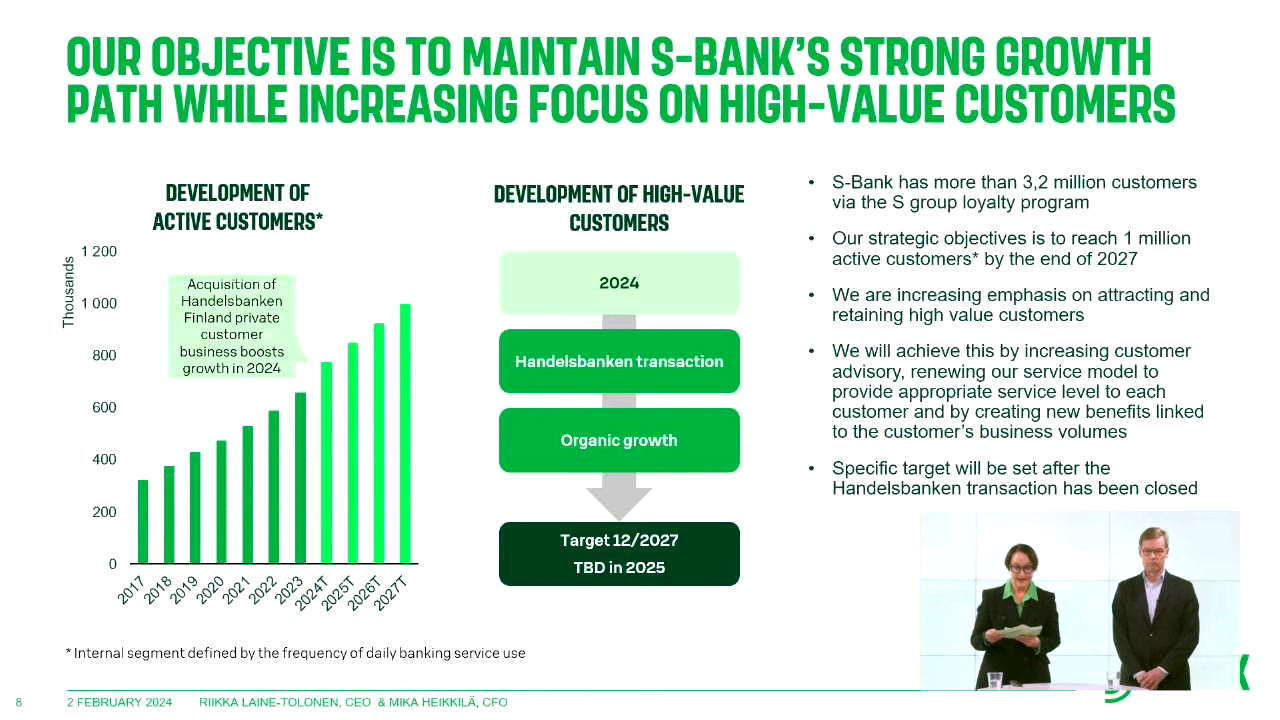 OUR OBJECTIVE IS TO MAINTAIN S-BANK'S STRONG GROWTH
PATH WHILE INCREASING FOCUS ON HIGH-VALUE CUSTOMERS
DEVELOPMENT OF
ACTIVE CUSTOMERS*
Thousands
1 200
1 000
800
600
400
200
0
Acquisition of
Handelsbanken
Finland private
customer
business boosts
growth in 2024
2017
2018
2019
2020
2021
2022
2023
2024T
2025T
2026T
2027T
DEVELOPMENT OF HIGH-VALUE
CUSTOMERS
2024
Handelsbanken transaction
Organic growth
Target 12/2027
TBD in 2025
• S-Bank has more than 3,2 million customers
via the S group loyalty program
• Our strategic objectives is to reach 1 million
active customers* by the end of 2027
• We are increasing emphasis on attracting and
retaining high value customers
• We will achieve this by increasing customer
advisory, renewing our service model to
provide appropriate service level to each
customer and by creating new benefits linked
to the customer's business volumes
• Specific target will be set after the
Handelsbanken transaction has been closed
* Internal segment defined by the frequency of daily banking service use
8 2 FEBRUARY 2024 RIIKKA LAINE-TOLONEN, CEO & MIKA HEIKKILÄ, CFO